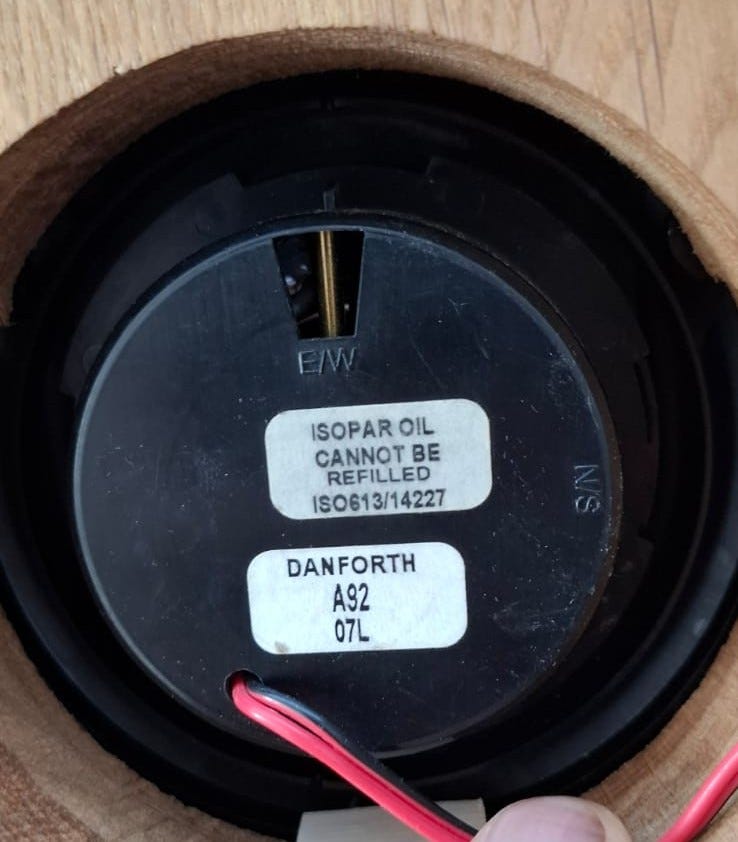 E/W
ISOPAR OIL
CANNOT BE
REFILLED
ISO613/14227
N/S
DANFORTH
A92
07L